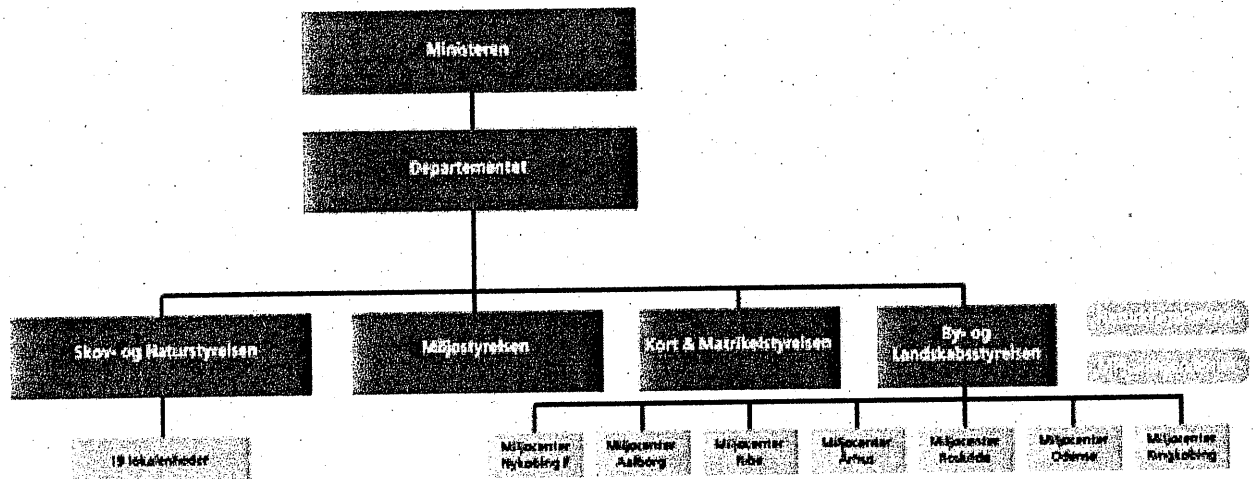 Ministeren
Departementet
Skov- og Naturstyrelsen
Miljøstyrelsen
Kort & Matrikelstyrelsen
By- og
Landskabsstyrelsen
19 lokalenheder
Miljøcenter
Nykøbing F
Miljøcenter
Aalborg
Miljøcenter
Ribe
Miljøcenter
Århus
Miljøcenter
Roskilde
Miljøcenter
Odense
Miljøcenter
Ringkøbing